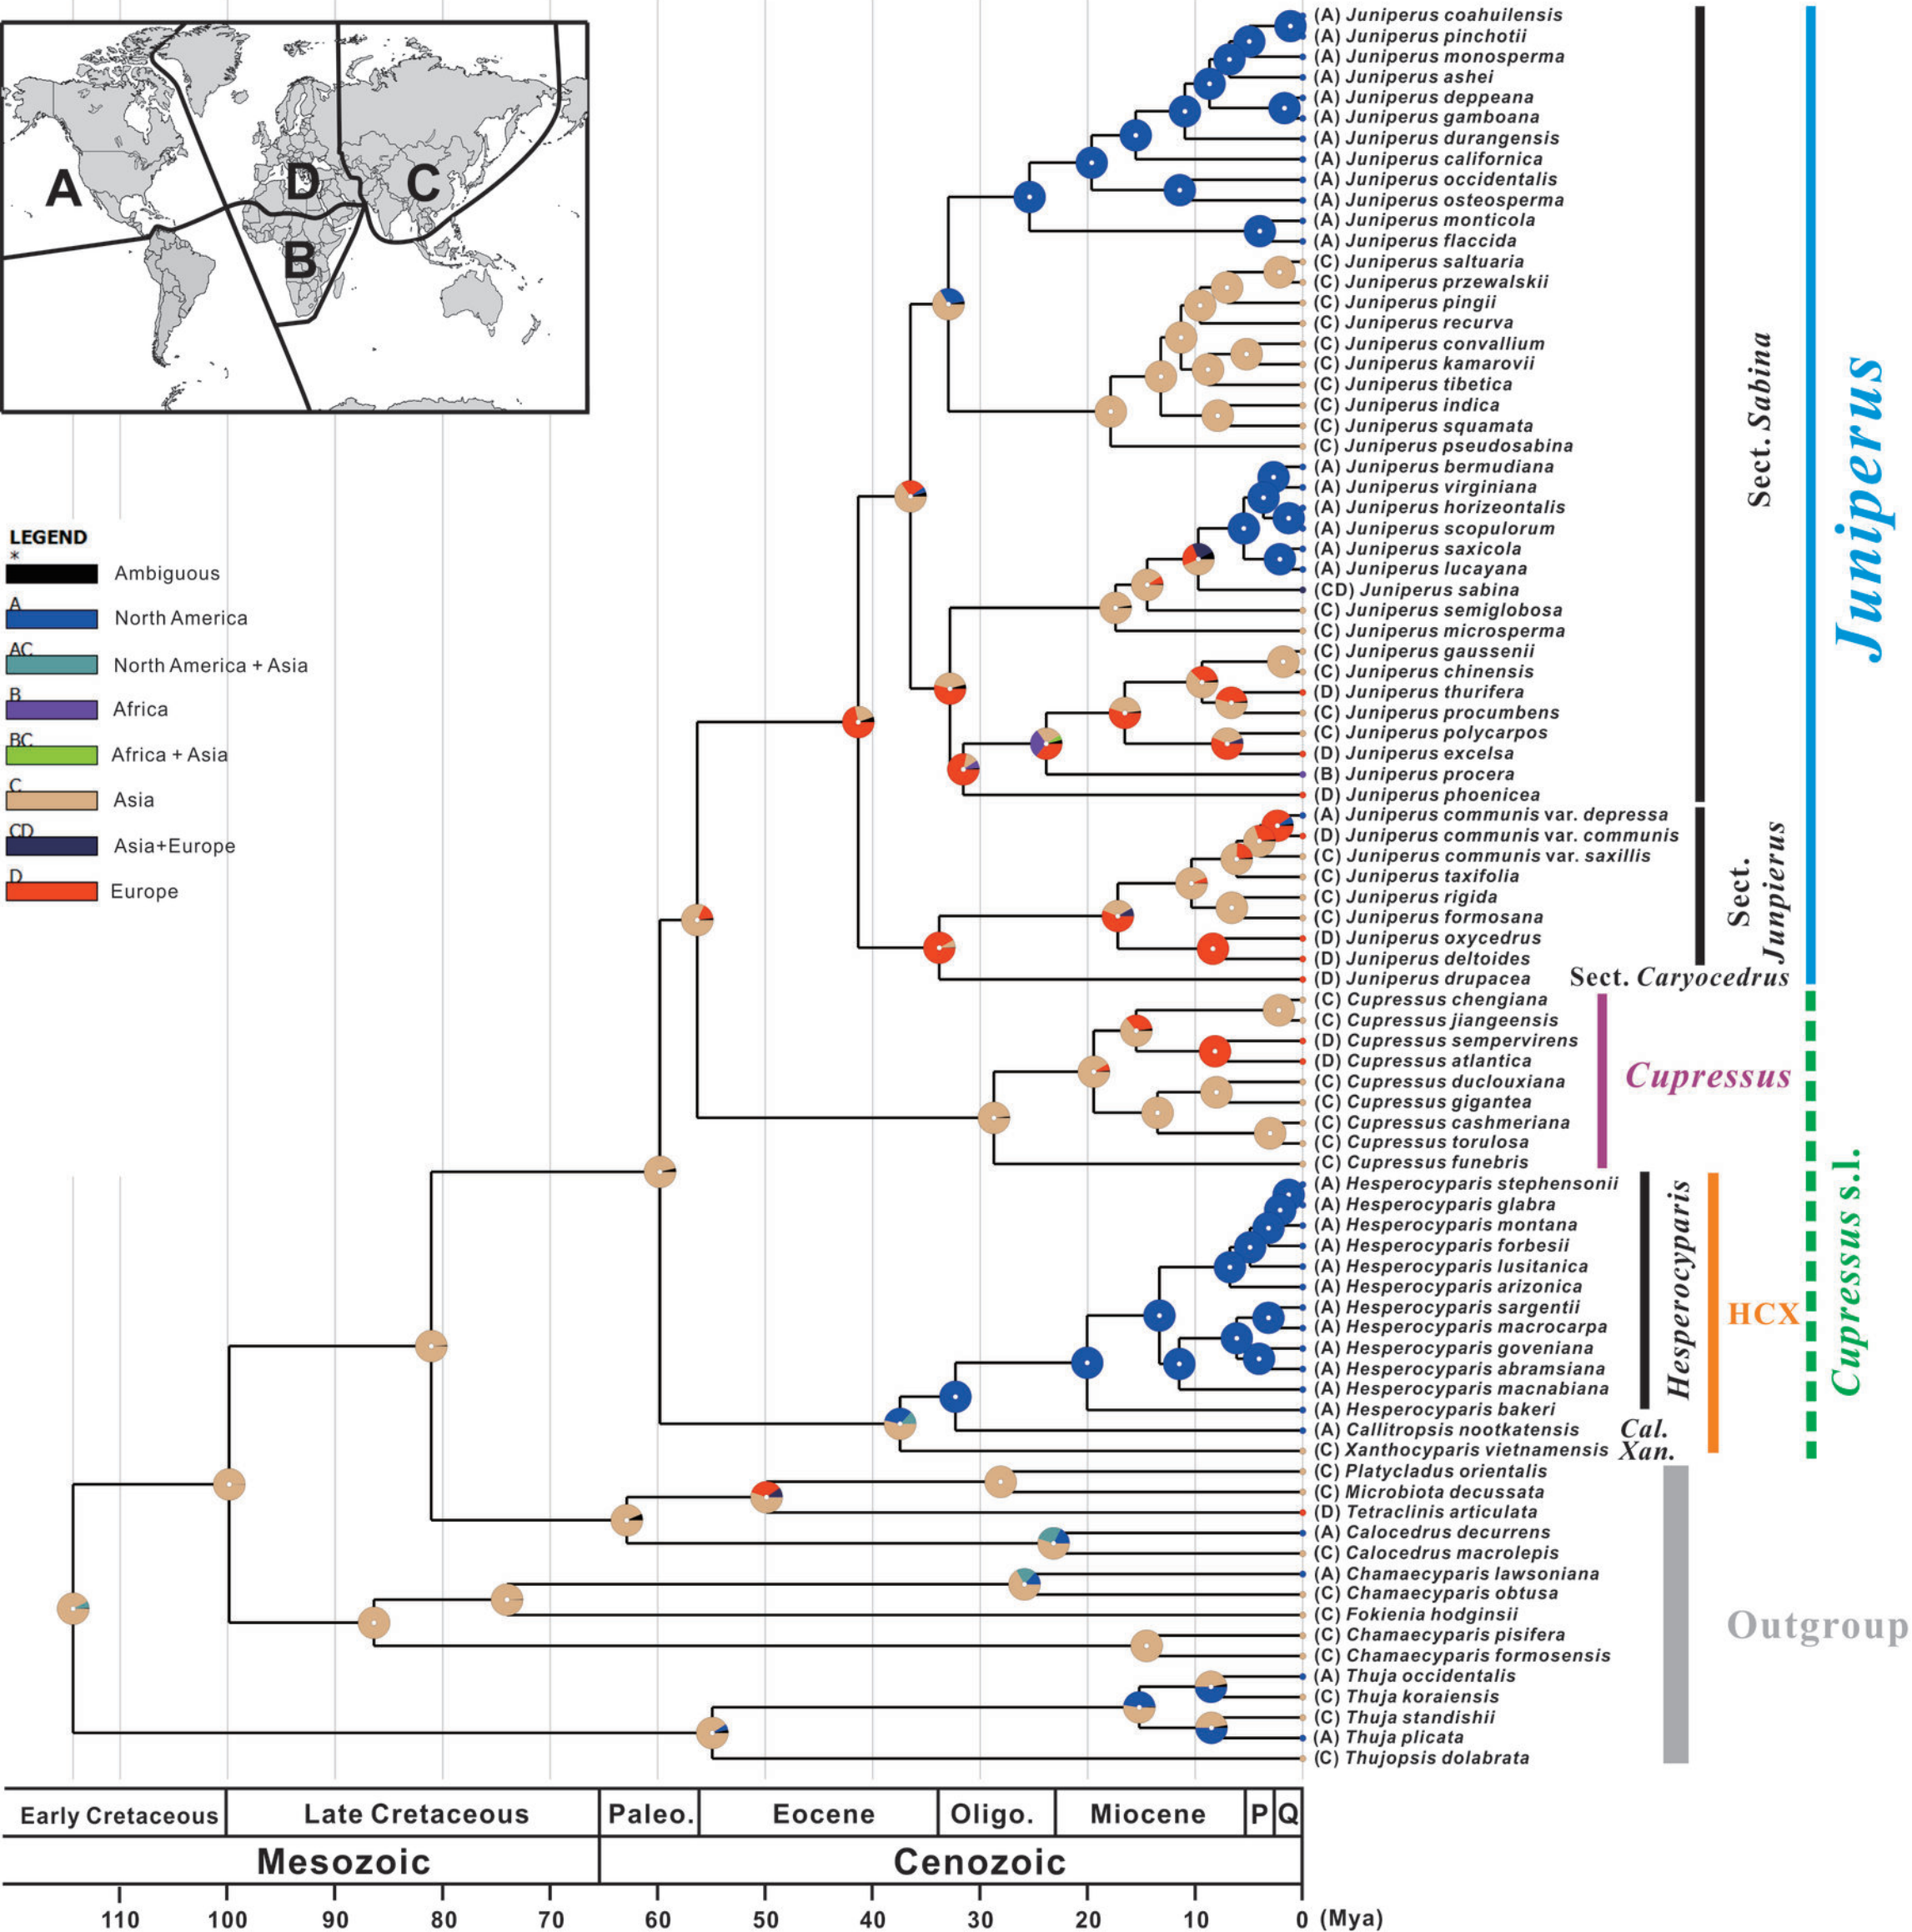 A
D
C
B
LEGEND
*
Ambiguous
A
North America
AC
North America + Asia
B
Africa
BC
Africa + Asia
C
Asia
CD
Asia+Europe
D
Europe
(A) Juniperus coahuilensis
(A) Juniperus pinchotii
(A) Juniperus monosperma
(A) Juniperus ashei
(A) Juniperus deppeana
(A) Juniperus gamboana
(A) Juniperus durangensis
(A) Juniperus californica
(A) Juniperus occidentalis
(A) Juniperus osteosperma
(A) Juniperus monticola
(A) Juniperus flaccida
(C) Juniperus saltuaria
(C) Juniperus przewalskii
(C) Juniperus pingii
(C) Juniperus recurva
(C) Juniperus convallium
(C) Juniperus kamarovii
(C) Juniperus tibetica
(C) Juniperus indica
(C) Juniperus squamata
(C) Juniperus pseudosabina
(A) Juniperus bermudiana
(A) Juniperus virginiana
(A) Juniperus horizeontalis
(A) Juniperus scopulorum
(A) Juniperus saxicola
(A) Juniperus lucayana
(CD) Juniperus sabina
(C) Juniperus semiglobosa
(C) Juniperus microsperma
(C) Juniperus gaussenii
(C) Juniperus chinensis
(D) Juniperus thurifera
(C) Juniperus procumbens
(C) Juniperus polycarpos
(D) Juniperus excelsa
(B) Juniperus procera
(D) Juniperus phoenicea
(A) Juniperus communis var. depressa
(D) Juniperus communis var. communis
(C) Juniperus communis var. saxillis
(C) Juniperus taxifolia
(C) Juniperus rigida
(C) Juniperus formosana
(D) Juniperus oxycedrus
(D) Juniperus deltoides
(D) Juniperus drupacea
(C) Cupressus chengiana
(C) Cupressus jiangeensis
(D) Cupressus sempervirens
(D) Cupressus atlantica
(C) Cupressus duclouxiana
(C) Cupressus gigantea
(C) Cupressus cashmeriana
(C) Cupressus torulosa
(C) Cupressus funebris
(A) Hesperocyparis stephensonii
(A) Hesperocyparis glabra
(A) Hesperocyparis montana
(A) Hesperocyparis forbesii
(A) Hesperocyparis lusitanica
(A) Hesperocyparis arizonica
(A) Hesperocyparis sargentii
(A) Hesperocyparis macrocarpa
(A) Hesperocyparis goveniana
(A) Hesperocyparis abramsiana
(A) Hesperocyparis macnabiana
(A) Hesperocyparis bakeri
(A) Callitropsis nootkatensis
(C) Xanthocyparis vietnamensis
(C) Platycladus orientalis
(C) Microbiota decussata
(D) Tetraclinis articulata
(A) Calocedrus decurrens
(C) Calocedrus macrolepis
(A) Chamaecyparis lawsoniana
(C) Chamaecyparis obtusa
(C) Fokienia hodginsii
(C) Chamaecyparis pisifera
(C) Chamaecyparis formosensis
(A) Thuja occidentalis
(C) Thuja koraiensis
(C) Thuja standishii
(A) Thuja plicata
(C) Thujopsis dolabrata
Sect. Sabina
Juniperus
Sect.
Junpierus
Sect. Caryocedrus
Cupressus
Hesperocyparis
HCX
Cupressus s.l.
Cal.
Xan.
Outgroup
Early Cretaceous
Late Cretaceous
Paleo.
Eocene
Oligo.
Miocene
P
Q
Mesozoic
Cenozoic
110 100 90 80 70 60 50 40 30 20 10 0 (Mya)